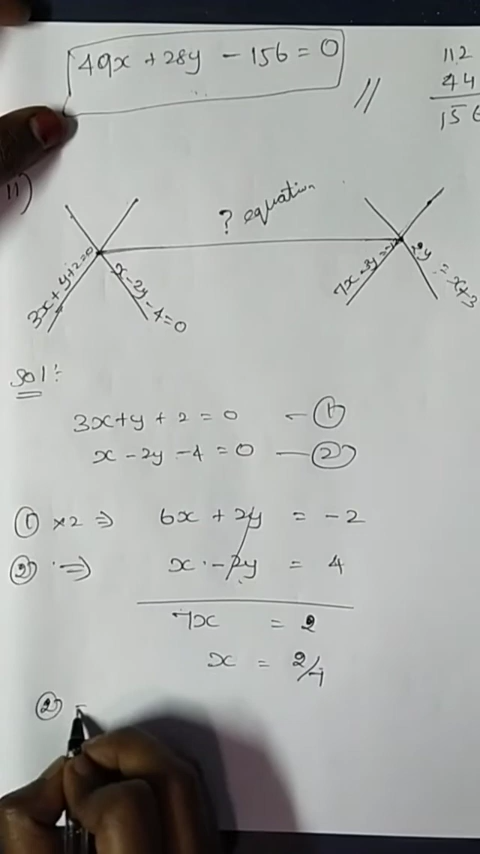 49x + 28y - 156 = 0 //
112
44
156
11)
? equation
3x+y+2=0
x-2y-4=0
sol:
3x+y+2=0 - ①
x-2y-4=0 — ②
① ×2 ⇒ 6x + 2y = -2
② ⇒ x - 2y = 4
7x = 2
x = 2/7
②